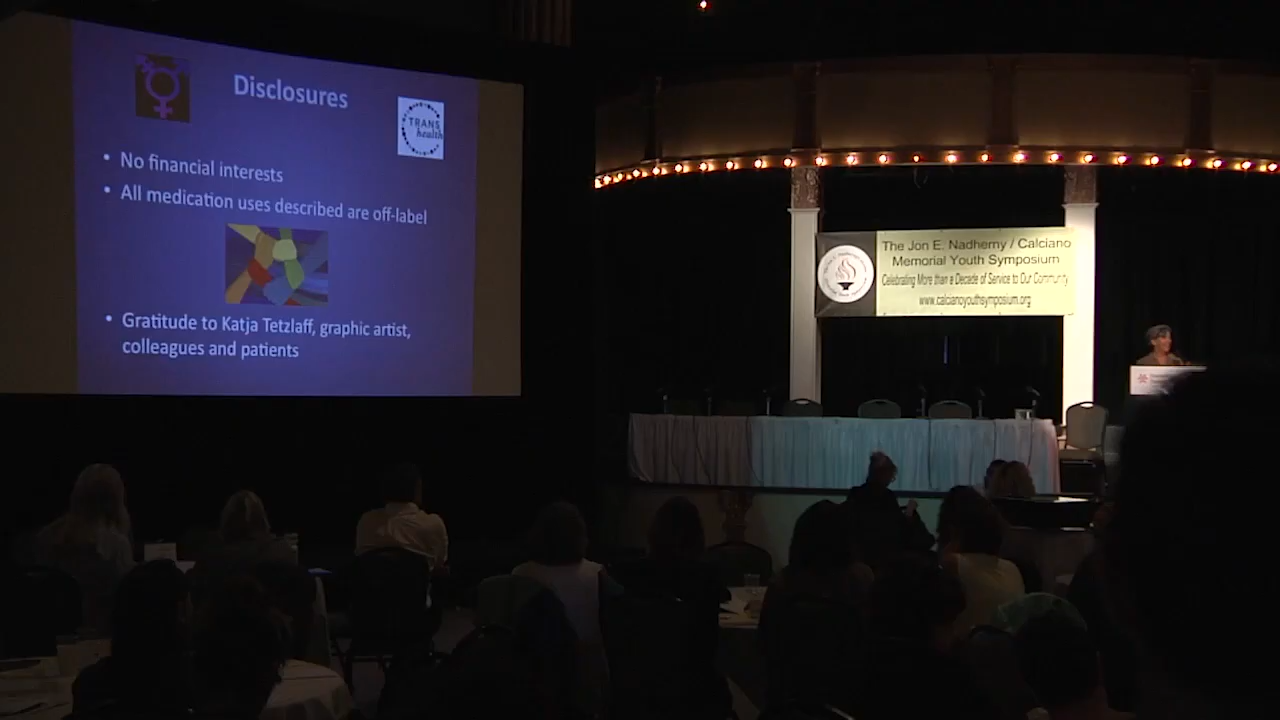 Disclosures
TRANS
health
• No financial interests
• All medication uses described are off-label
• Gratitude to Katja Tetzlaff, graphic artist,
colleagues and patients
The Jon E. Nadherny / Calciano
Memorial Youth Symposium
Celebrating More than a Decade of Service to Our Community
www.calcianoyouthsymposium.org